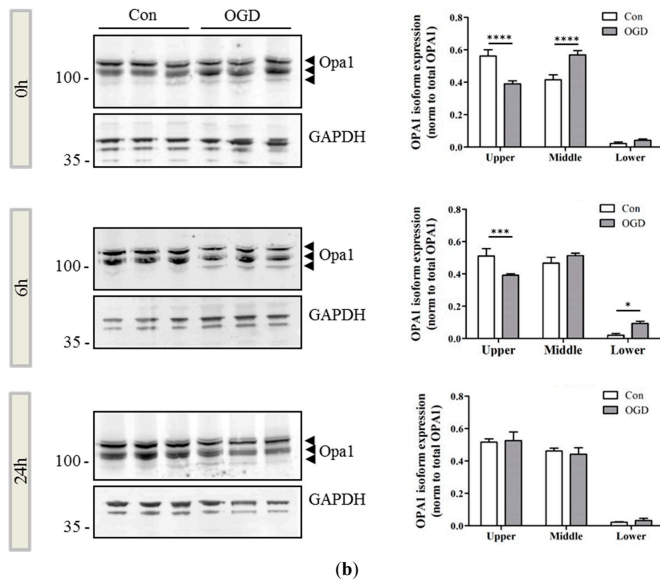 Con OGD
0h
100 -
Opa1
GAPDH
35 -
OPA1 isoform expression
(norm to total OPA1)
0.8
0.6
0.4
0.2
0.0
**** ****
Con
OGD
Upper Middle Lower
6h
100 -
Opa1
GAPDH
35 -
OPA1 isoform expression
(norm to total OPA1)
0.8
0.6
0.4
0.2
0.0
***
*
Con
OGD
Upper Middle Lower
24h
100 -
Opa1
GAPDH
35 -
OPA1 isoform expression
(norm to total OPA1)
0.8
0.6
0.4
0.2
0.0
Con
OGD
Upper Middle Lower
(b)